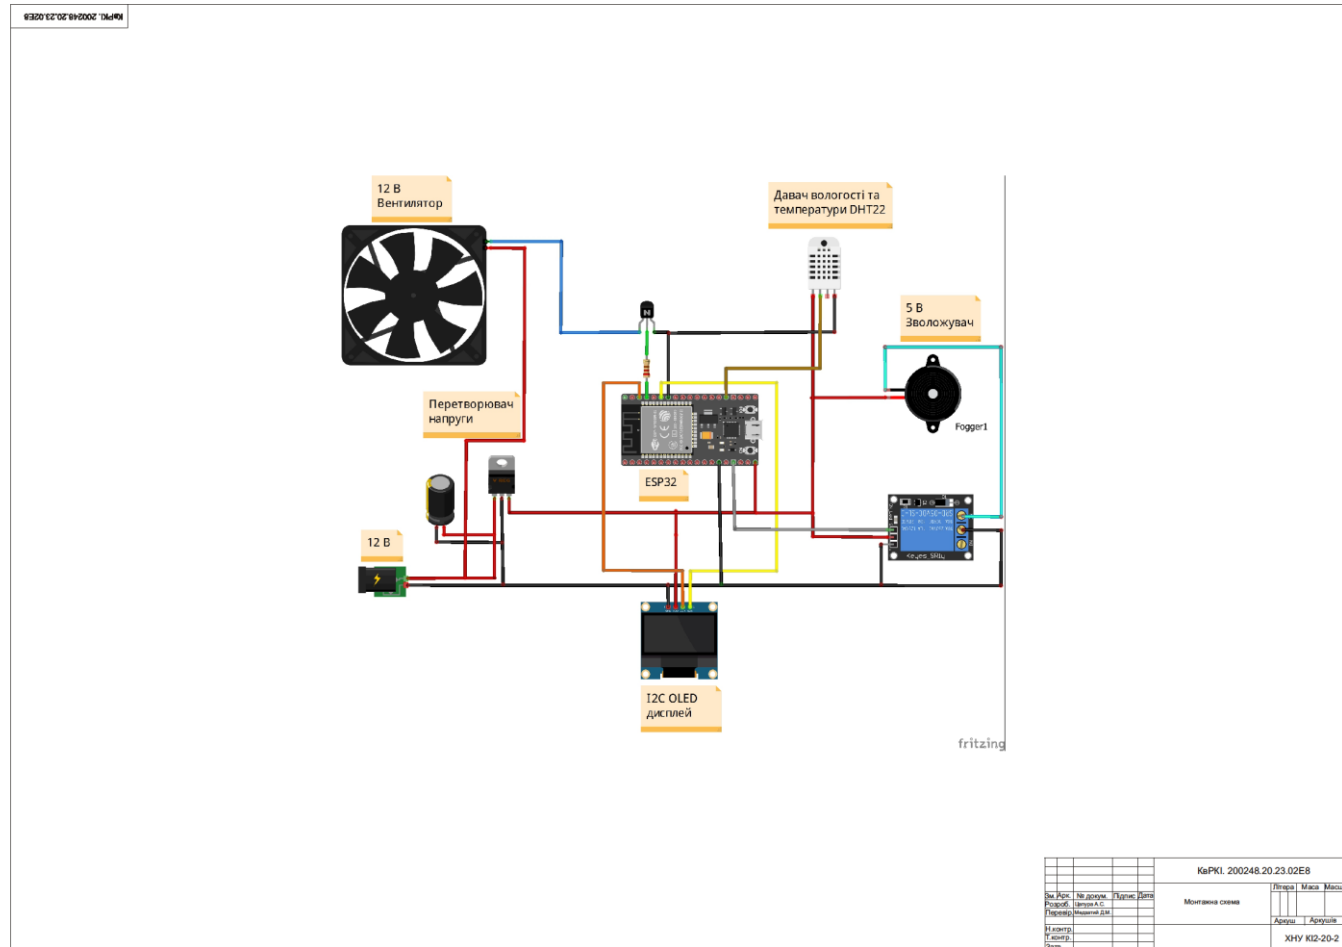 КвРКІ. 200248.20.23.02Е8
12 В
Вентилятор
Давач вологості та
температури DHT22
5 В
Зволожувач
Перетворювач
напруги
Fogger1
ESP32
12 В
I2C OLED
дисплей
fritzing
КвРКІ. 200248.20.23.02Е8
Літера Маса
Зм. Арк. № докум. Підпис Дата
Розроб.
Монтажна схема
Перевір.
Аркуш Аркушів
Н.контр.
Т.контр.
ХНУ КІ2-20-2